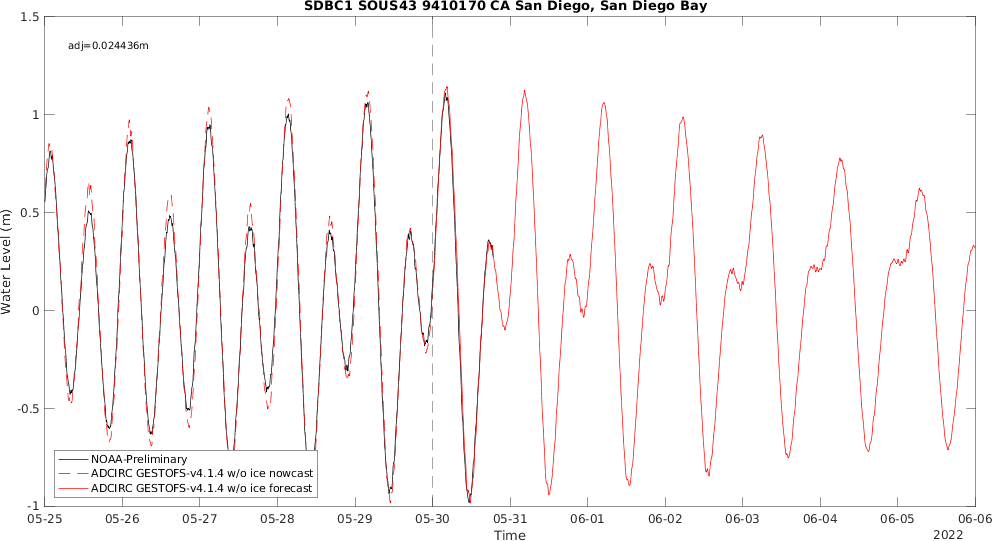 SDBC1 SOUS43 9410170 CA San Diego, San Diego Bay
adj=0.024436m
1.5
1
0.5
0
-0.5
-1
Water Level (m)
NOAA-Preliminary
ADCIRC GESTOFS-v4.1.4 w/o ice nowcast
ADCIRC GESTOFS-v4.1.4 w/o ice forecast
05-25 05-26 05-27 05-28 05-29 05-30 05-31 06-01 06-02 06-03 06-04 06-05 06-06
Time
2022